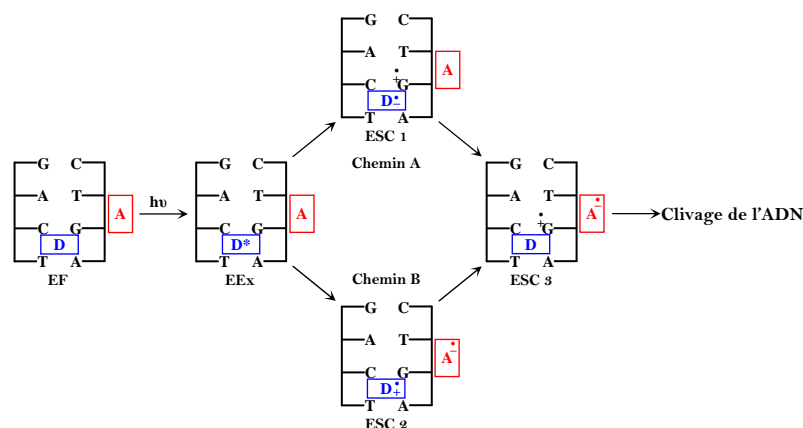 G C
A T
C G
A
D•−
•+
T A
ESC 1
Chemin A
G C
A T
C G
A
D
T A
EF
hυ
G C
A T
C G
A
D*
T A
EEx
G C
A T
C G
•+
A•−
D
T A
ESC 3
Clivage de l'ADN
Chemin B
G C
A T
C G
A•−
D•+
T A
ESC 2